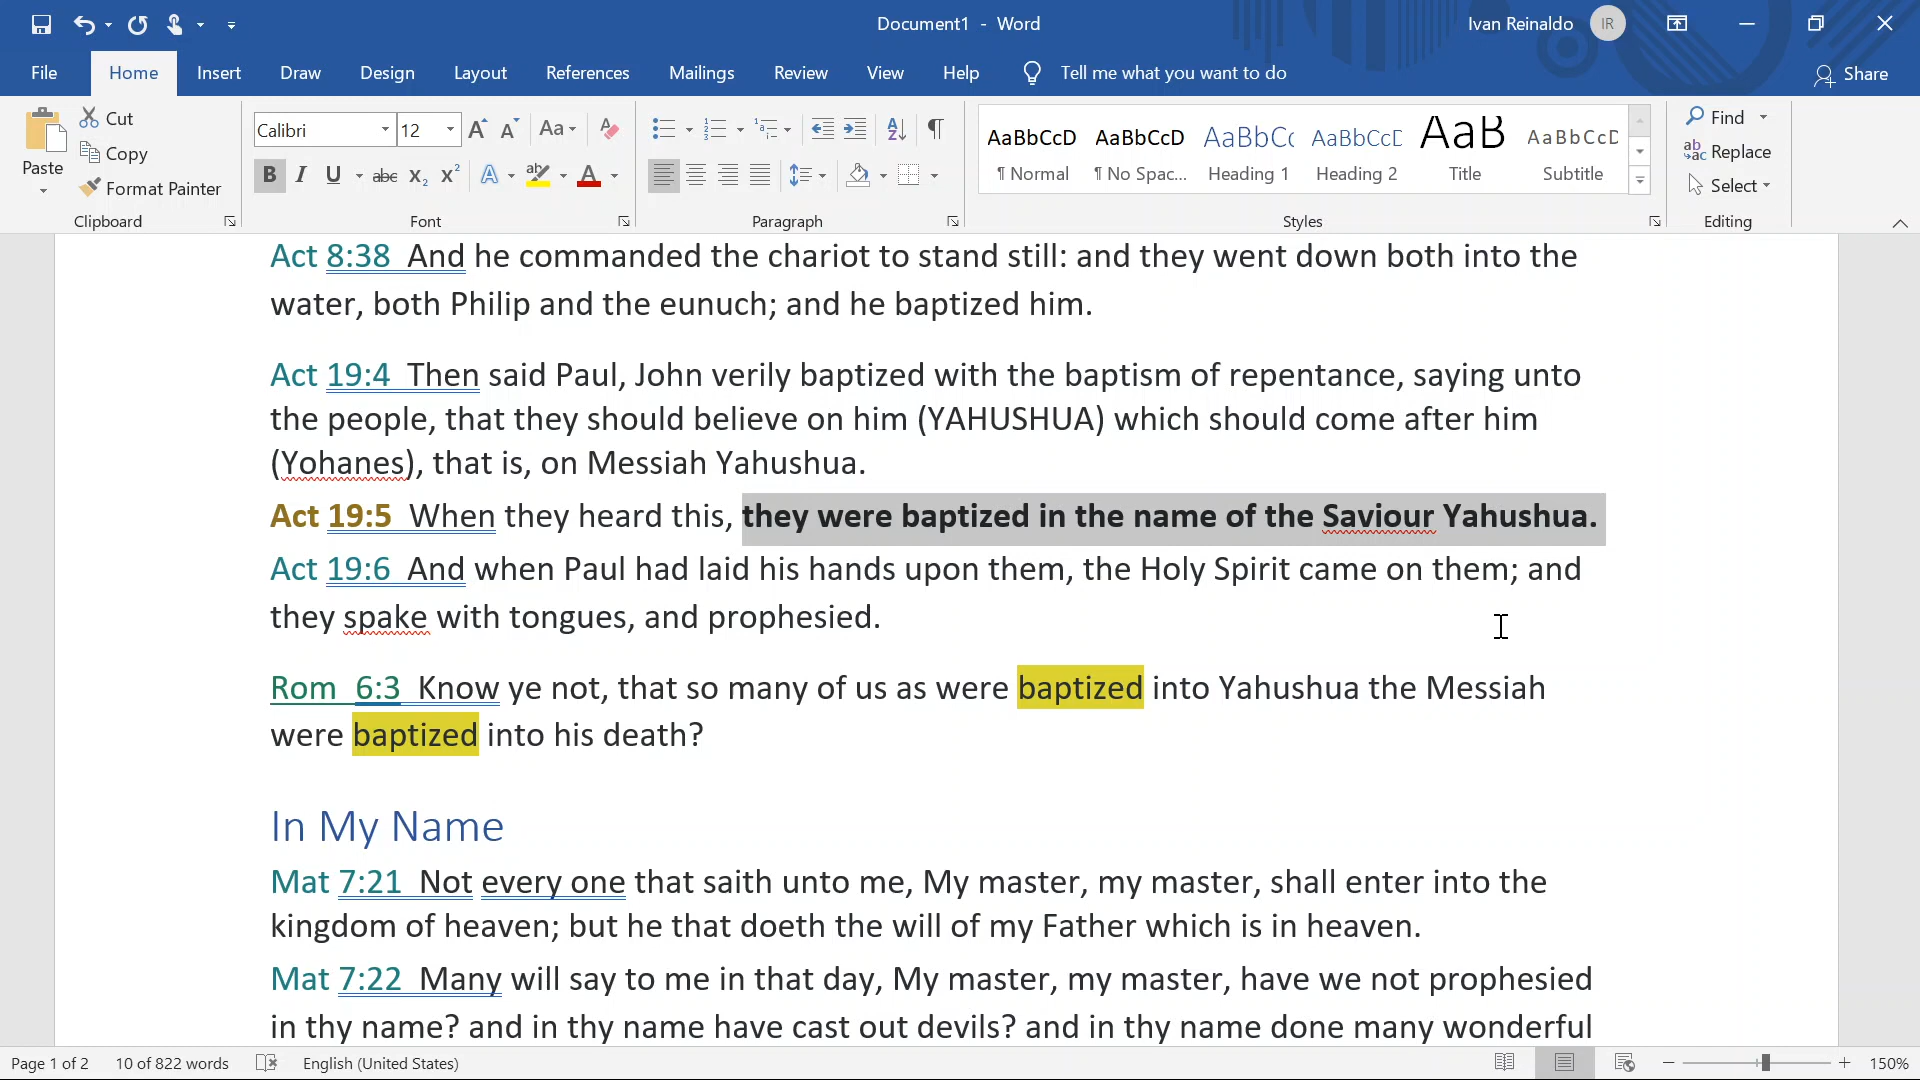 Document1 - Word
Ivan Reinaldo IR
File Home Insert Draw Design Layout References Mailings Review View Help Tell me what you want to do Share
Paste Cut
Copy
Format Painter
Clipboard
Calibri 12 A A Aa A
B I U abc X₂ X² A ab A
Font
A Z ¶
Paragraph
AaBbCcD AaBbCcD AaBbCc AaBbCcE AaB AaBbCcD
¶ Normal ¶ No Spac... Heading 1 Heading 2 Title Subtitle
Styles
Find
Replace
Select
Editing
Act 8:38 And he commanded the chariot to stand still: and they went down both into the
water, both Philip and the eunuch; and he baptized him.
Act 19:4 Then said Paul, John verily baptized with the baptism of repentance, saying unto
the people, that they should believe on him (YAHUSHUA) which should come after him
(Yohanes), that is, on Messiah Yahushua.
Act 19:5 When they heard this, they were baptized in the name of the Saviour Yahushua.
Act 19:6 And when Paul had laid his hands upon them, the Holy Spirit came on them; and
they spake with tongues, and prophesied.
Rom 6:3 Know ye not, that so many of us as were baptized into Yahushua the Messiah
were baptized into his death?
In My Name
Mat 7:21 Not every one that saith unto me, My master, my master, shall enter into the
kingdom of heaven; but he that doeth the will of my Father which is in heaven.
Mat 7:22 Many will say to me in that day, My master, my master, have we not prophesied
in thy name? and in thy name have cast out devils? and in thy name done many wonderful
Page 1 of 2 10 of 822 words English (United States) 150%